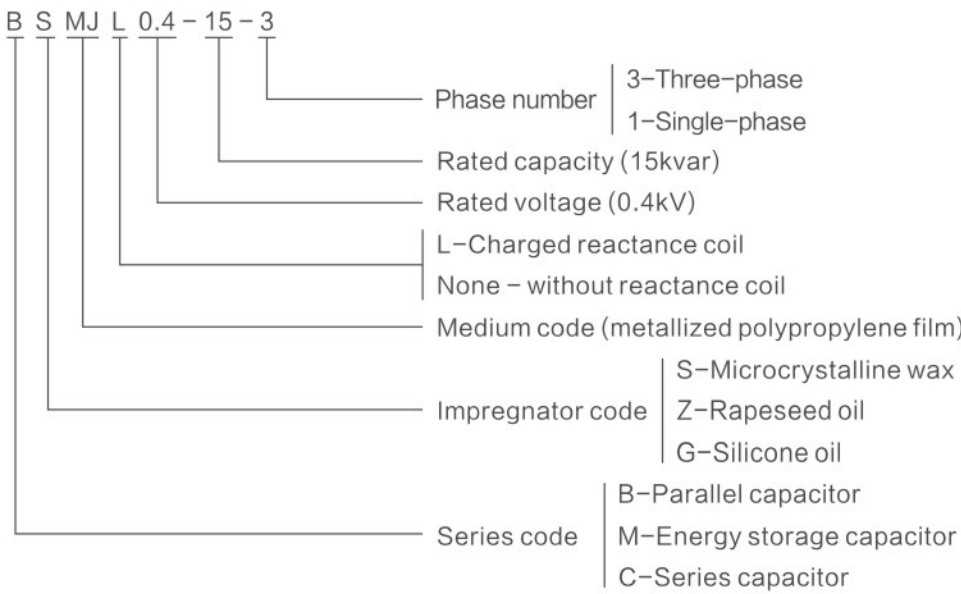 B S MJ L 0.4-15-3
Phase number
3-Three-phase
1-Single-phase
Rated capacity (15kvar)
Rated voltage (0.4kV)
L-Charged reactance coil
None - without reactance coil
Medium code (metallized polypropylene film)
Impregnator code
S-Microcrystalline wax
Z-Rapeseed oil
G-Silicone oil
Series code
B-Parallel capacitor
M-Energy storage capacitor
C-Series capacitor